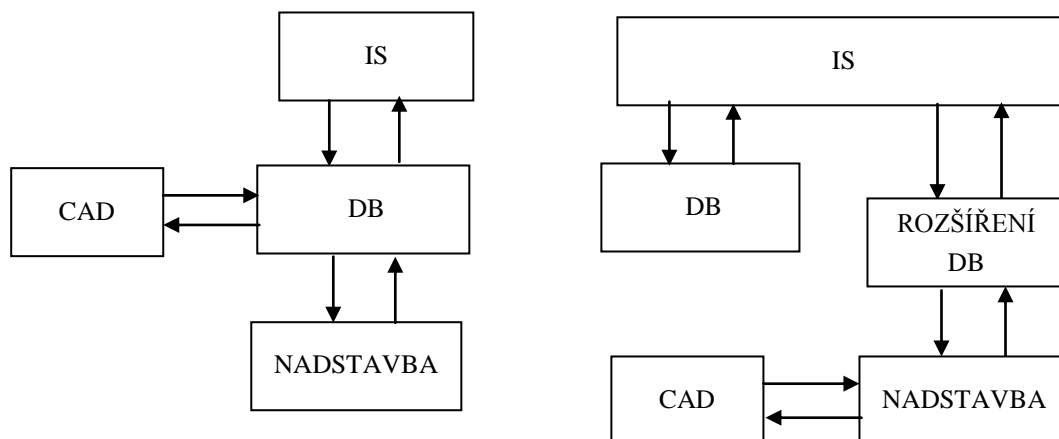 IS
CAD
DB
NADSTAVBA
IS
DB
ROZŠÍŘENÍ
DB
CAD
NADSTAVBA